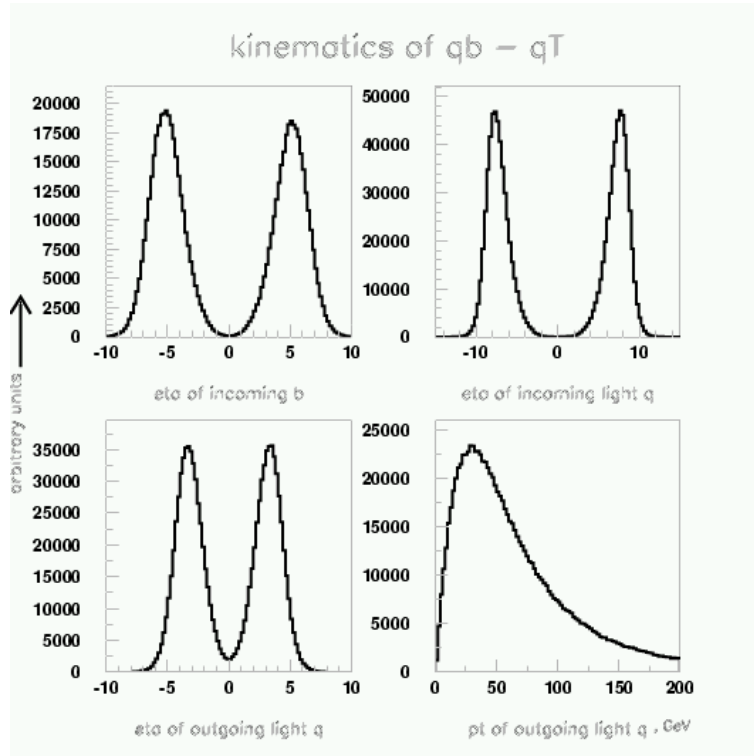 kinematics of qb – qT
20000
17500
15000
12500
10000
7500
5000
2500
0
-10 -5 0 5 10
eta of incoming b
50000
40000
30000
20000
10000
0
-10 0 10
eta of incoming light q
arbitrary units
35000
30000
25000
20000
15000
10000
5000
0
-10 -5 0 5 10
eta of outgoing light q
25000
20000
15000
10000
5000
0
0 50 100 150 200
pt of outgoing light q , GeV